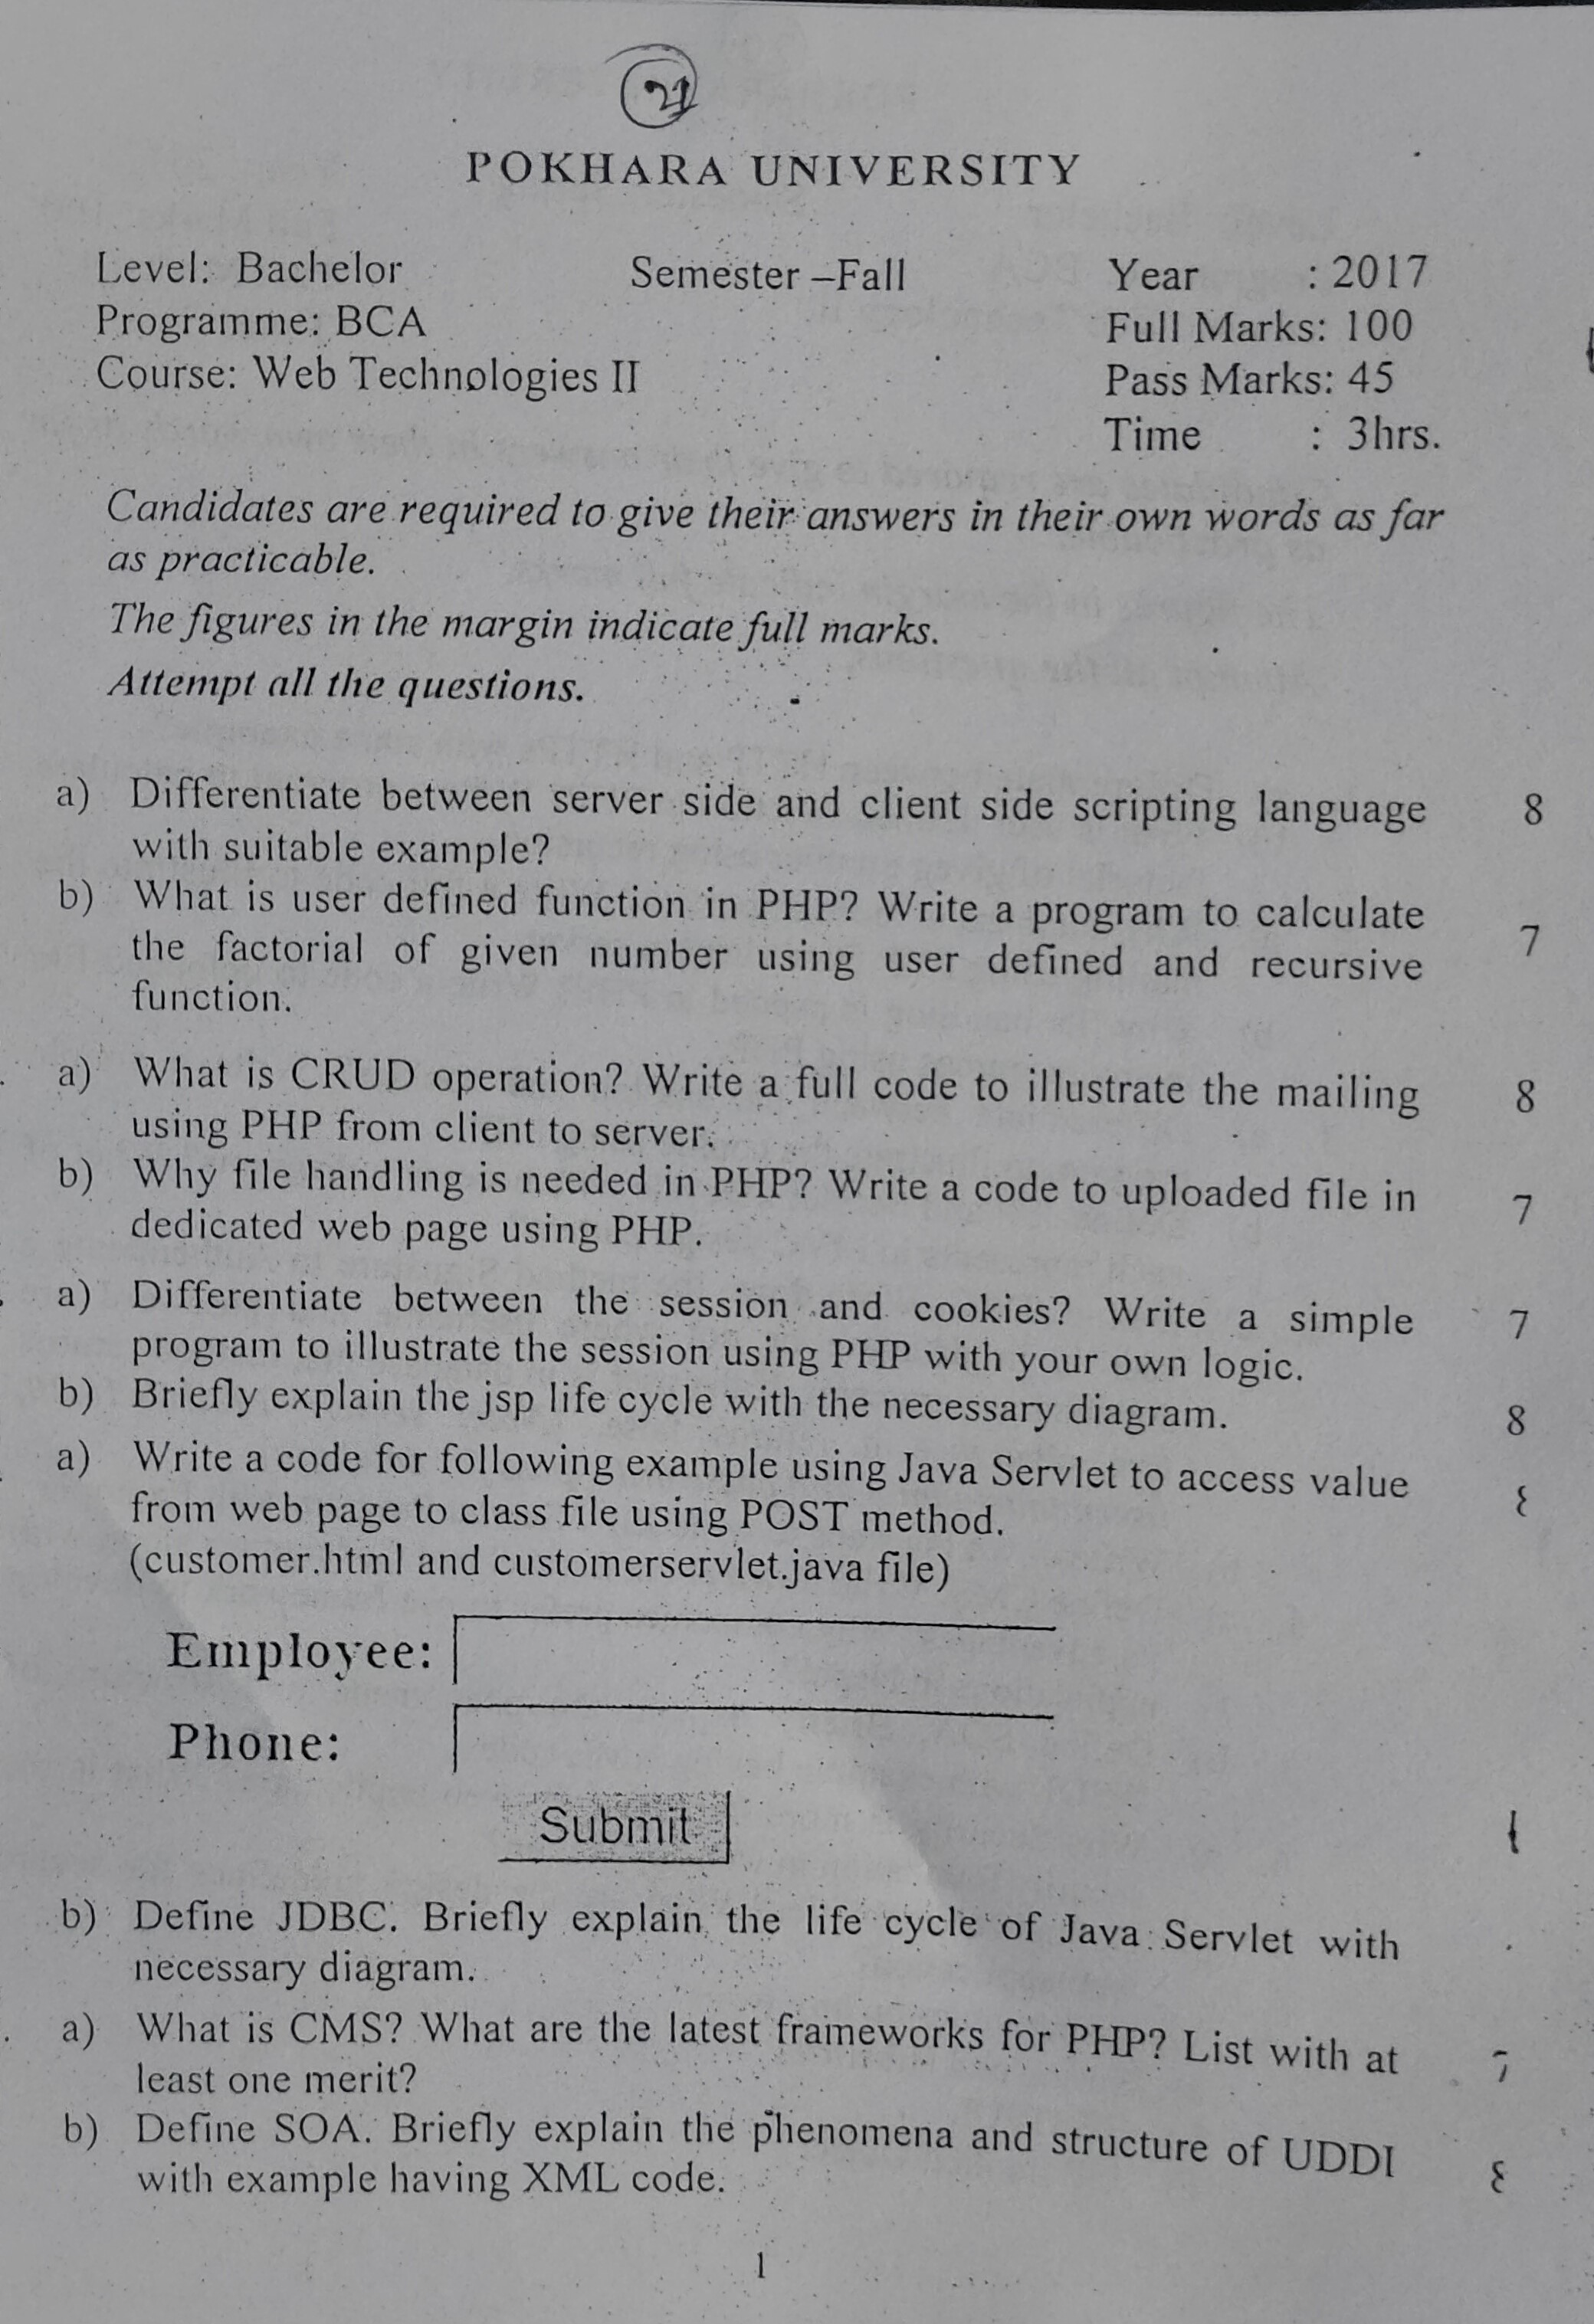 २५
POKHARA UNIVERSITY
Level: Bachelor Semester –Fall Year : 2017
Programme: BCA Full Marks: 100
Course: Web Technologies II Pass Marks: 45
Time : 3hrs.
Candidates are required to give their answers in their own words as far
as practicable.
The figures in the margin indicate full marks.
Attempt all the questions.
a) Differentiate between server side and client side scripting language 8
with suitable example?
b) What is user defined function in PHP? Write a program to calculate
the factorial of given number using user defined and recursive 7
function.
a) What is CRUD operation? Write a full code to illustrate the mailing 8
using PHP from client to server.
b) Why file handling is needed in PHP? Write a code to uploaded file in 7
dedicated web page using PHP.
a) Differentiate between the session and cookies? Write a simple 7
program to illustrate the session using PHP with your own logic.
b) Briefly explain the jsp life cycle with the necessary diagram. 8
a) Write a code for following example using Java Servlet to access value
from web page to class file using POST method.
(customer.html and customerservlet.java file)
Employee:
Phone:
Submit
b) Define JDBC. Briefly explain the life cycle of Java Servlet with
necessary diagram.
a) What is CMS? What are the latest frameworks for PHP? List with at 7
least one merit?
b) Define SOA. Briefly explain the phenomena and structure of UDDI
with example having XML code.
1